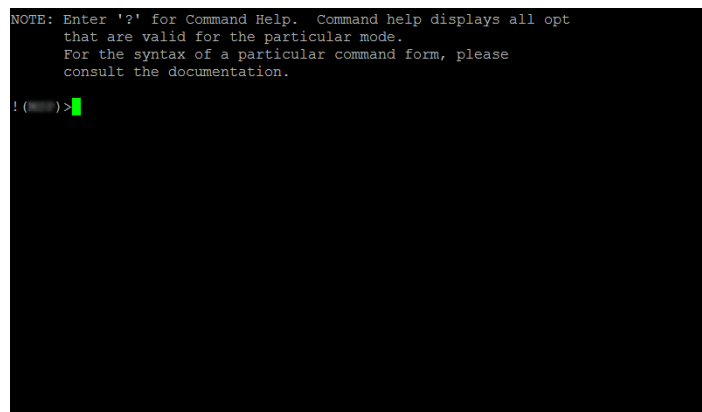 NOTE: Enter '?' for Command Help.  Command help displays all opt
      that are valid for the particular mode.
      For the syntax of a particular command form, please
      consult the documentation.
!( )>